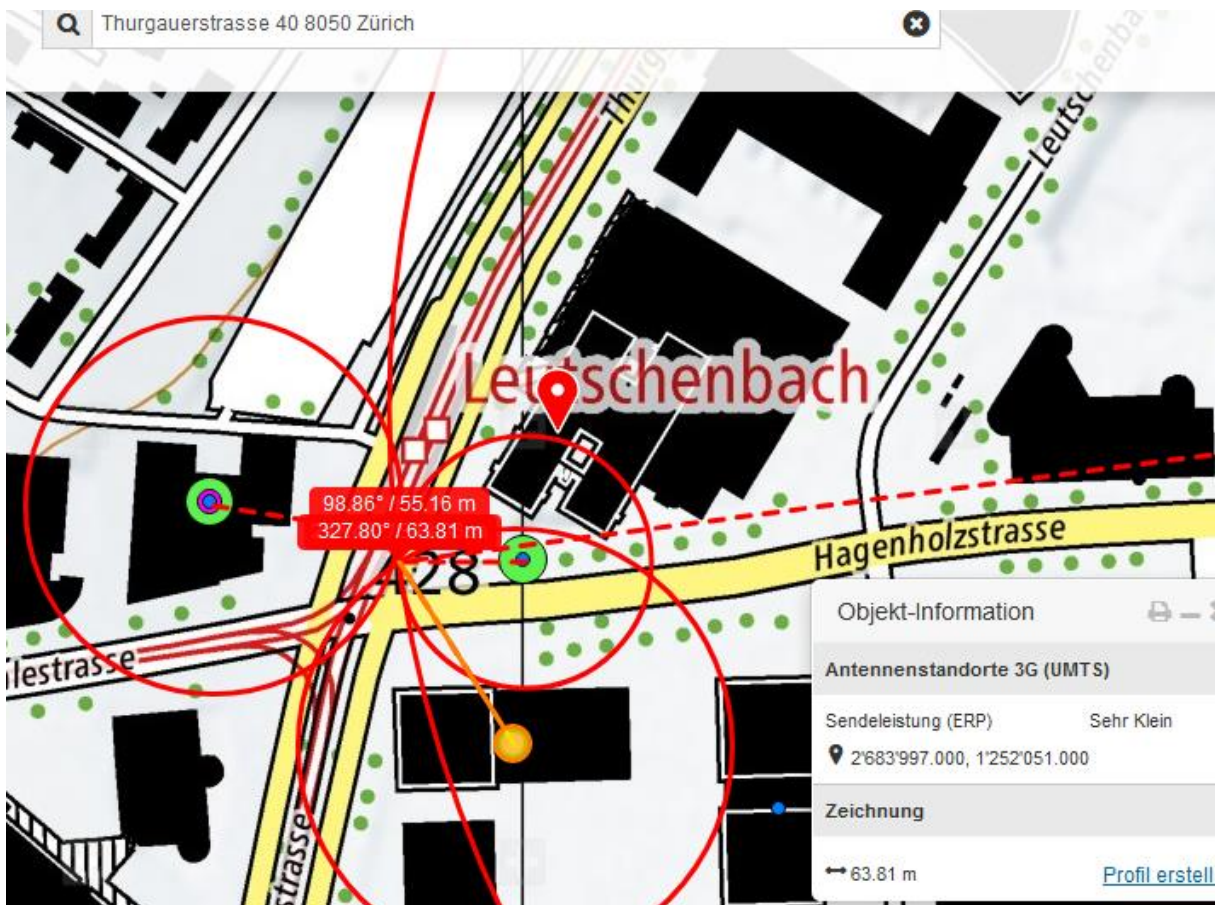 Thurgauerstrasse 40 8050 Zürich
Thurg
Leutschenba
Leutschenbach
98.86° / 55.16 m
327.80° / 63.81 m
428
Hagenholzstrasse
lestrasse
strasse
Objekt-Information
Antennenstandorte 3G (UMTS)
Sendeleistung (ERP) Sehr Klein
2'683'997.000, 1'252'051.000
Zeichnung
63.81 m Profil erstell